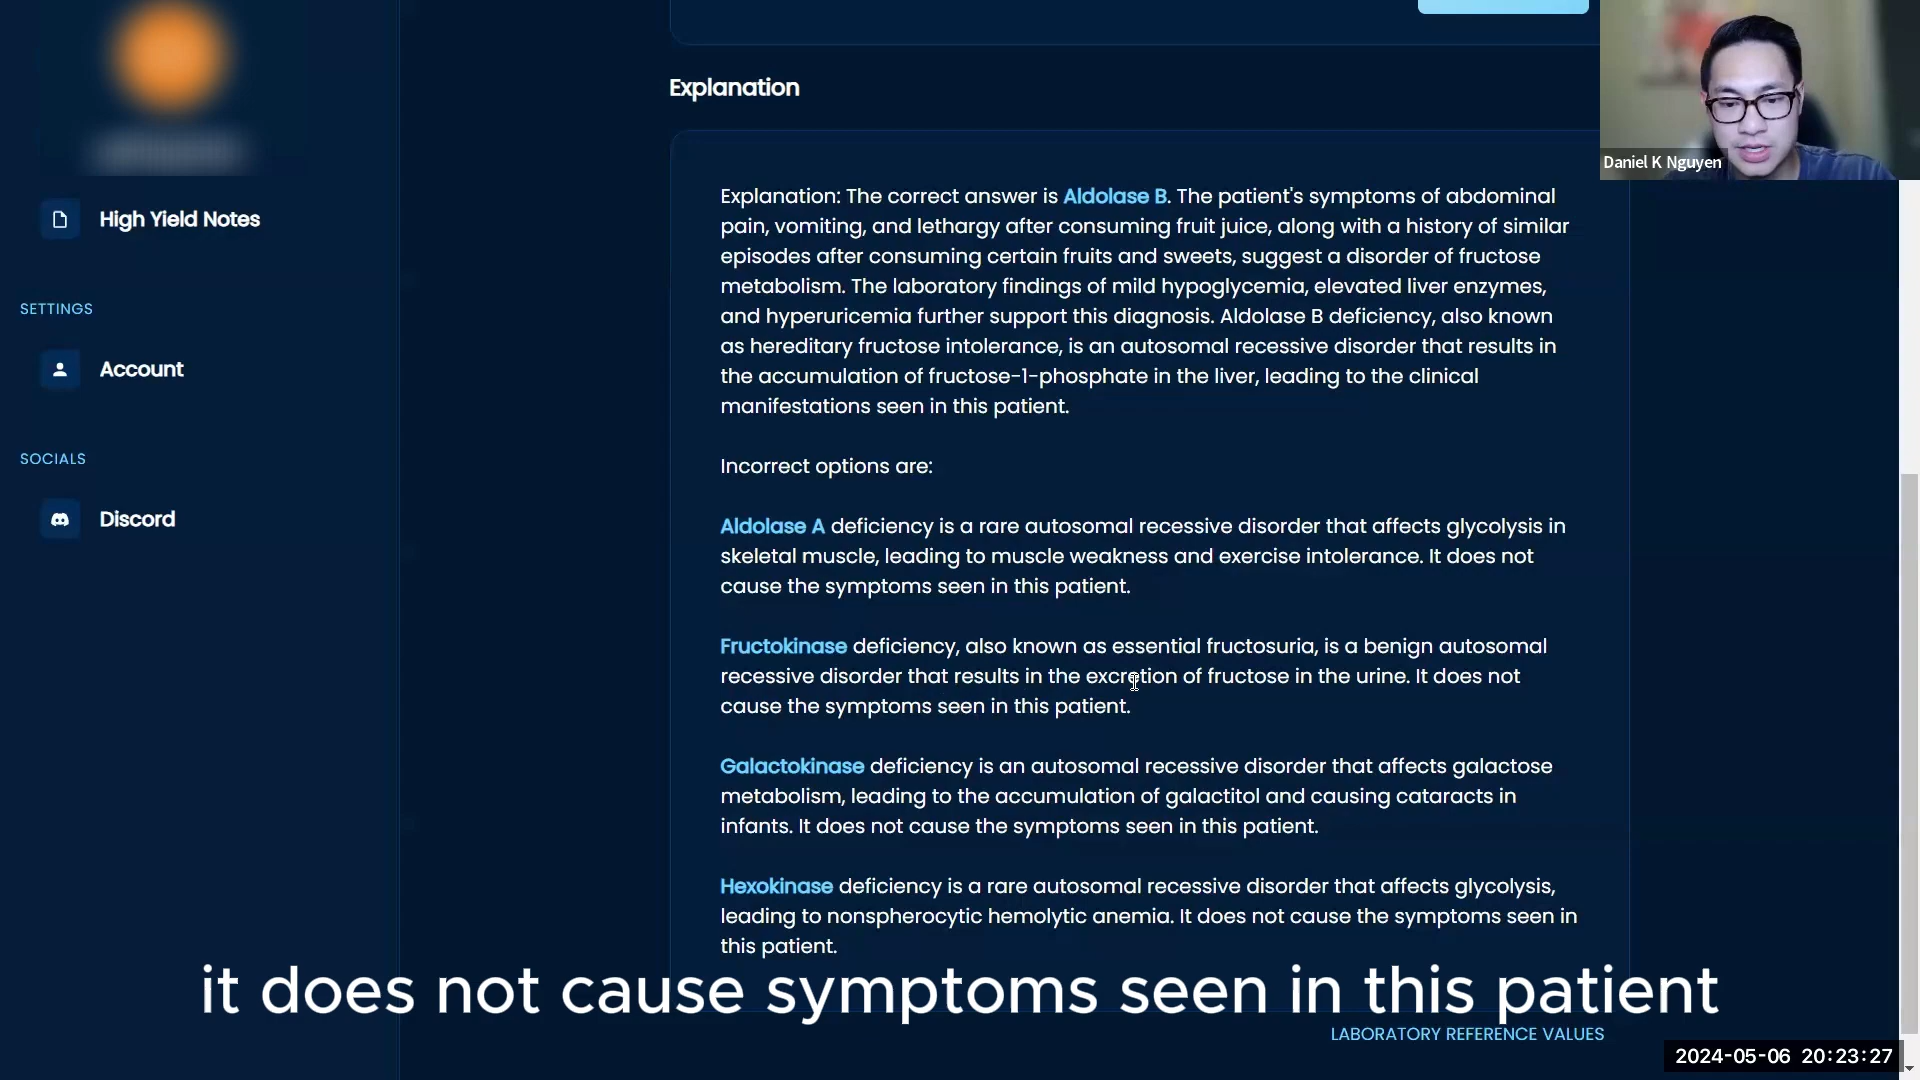 High Yield Notes
SETTINGS
Account
SOCIALS
Discord
Explanation
Explanation: The correct answer is Aldolase B. The patient's symptoms of abdominal
pain, vomiting, and lethargy after consuming fruit juice, along with a history of similar
episodes after consuming certain fruits and sweets, suggest a disorder of fructose
metabolism. The laboratory findings of mild hypoglycemia, elevated liver enzymes,
and hyperuricemia further support this diagnosis. Aldolase B deficiency, also known
as hereditary fructose intolerance, is an autosomal recessive disorder that results in
the accumulation of fructose-1-phosphate in the liver, leading to the clinical
manifestations seen in this patient.
Incorrect options are:
Aldolase A deficiency is a rare autosomal recessive disorder that affects glycolysis in
skeletal muscle, leading to muscle weakness and exercise intolerance. It does not
cause the symptoms seen in this patient.
Fructokinase deficiency, also known as essential fructosuria, is a benign autosomal
recessive disorder that results in the excretion of fructose in the urine. It does not
cause the symptoms seen in this patient.
Galactokinase deficiency is an autosomal recessive disorder that affects galactose
metabolism, leading to the accumulation of galactitol and causing cataracts in
infants. It does not cause the symptoms seen in this patient.
Hexokinase deficiency is a rare autosomal recessive disorder that affects glycolysis,
leading to nonspherocytic hemolytic anemia. It does not cause the symptoms seen in
this patient.
Daniel K Nguyen
it does not cause symptoms seen in this patient
LABORATORY REFERENCE VALUES
2024-05-06 20:23:27